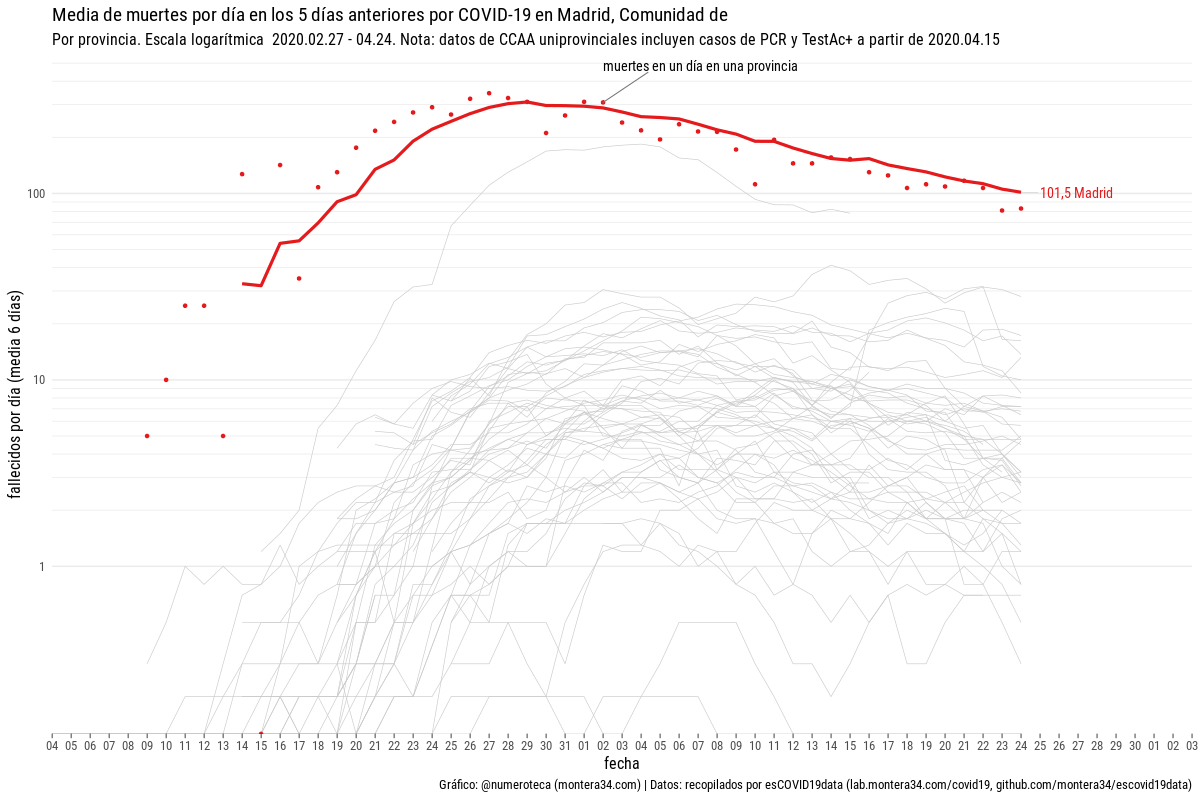 Media de muertes por día en los 5 días anteriores por COVID-19 en Madrid, Comunidad de
Por provincia. Escala logarítmica  2020.02.27 - 04.24. Nota: datos de CCAA uniprovinciales incluyen casos de PCR y TestAc+ a partir de 2020.04.15
muertes en un día en una provincia
fallecidos por día (media 6 días)
100
10
1
101,5 Madrid
04 05 06 07 08 09 10 11 12 13 14 15 16 17 18 19 20 21 22 23 24 25 26 27 28 29 30 31 01 02 03 04 05 06 07 08 09 10 11 12 13 14 15 16 17 18 19 20 21 22 23 24 25 26 27 28 29 30 01 02 03
fecha
Gráfico: @numeroteca (montera34.com) | Datos: recopilados por esCOVID19data (lab.montera34.com/covid19, github.com/montera34/escovid19data)